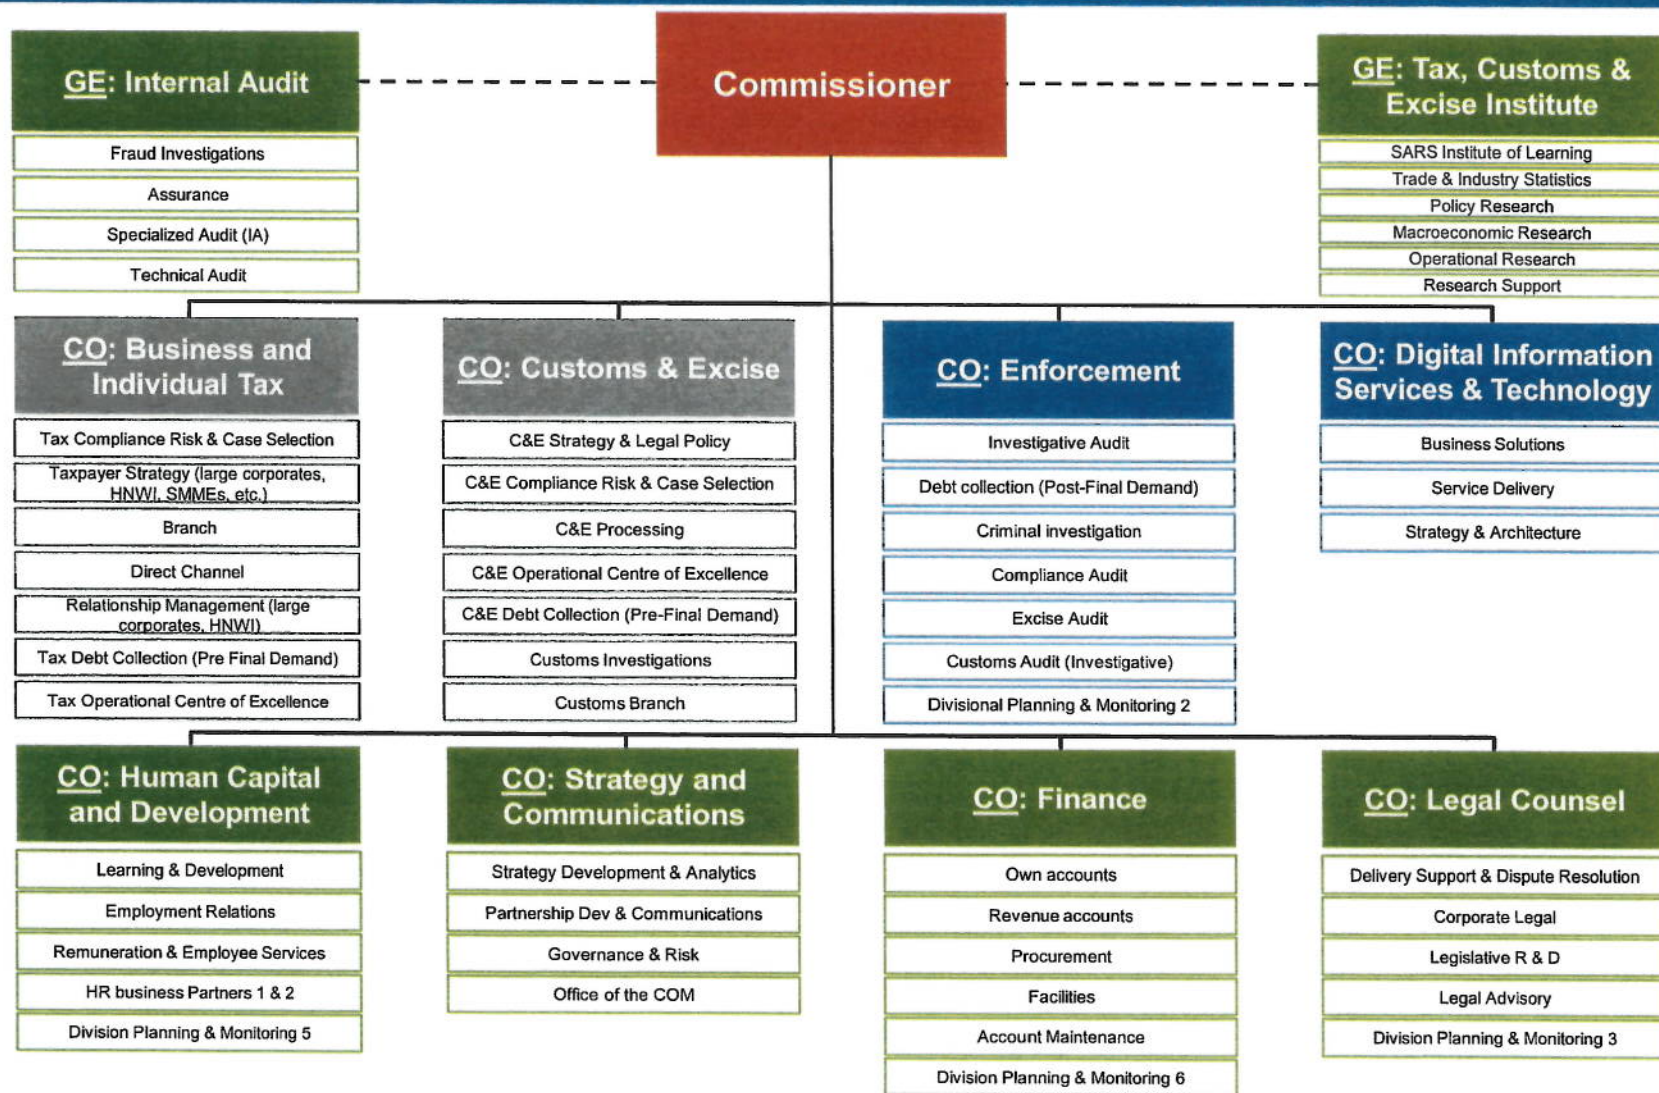 GE: Internal Audit
Fraud Investigations
Assurance
Specialized Audit (IA)
Technical Audit
Commissioner
GE: Tax, Customs &
Excise Institute
SARS Institute of Learning
Trade & Industry Statistics
Policy Research
Macroeconomic Research
Operational Research
Research Support
CO: Business and
Individual Tax
Tax Compliance Risk & Case Selection
Taxpayer Strategy (large corporates,
HNWI, SMMEs, etc.)
Branch
Direct Channel
Relationship Management (large
corporates, HNWI)
Tax Debt Collection (Pre Final Demand)
Tax Operational Centre of Excellence
CO: Customs & Excise
C&E Strategy & Legal Policy
C&E Compliance Risk & Case Selection
C&E Processing
C&E Operational Centre of Excellence
C&E Debt Collection (Pre-Final Demand)
Customs Investigations
Customs Branch
CO: Enforcement
Investigative Audit
Debt collection (Post-Final Demand)
Criminal investigation
Compliance Audit
Excise Audit
Customs Audit (Investigative)
Divisional Planning & Monitoring 2
CO: Digital Information
Services & Technology
Business Solutions
Service Delivery
Strategy & Architecture
CO: Human Capital
and Development
Learning & Development
Employment Relations
Remuneration & Employee Services
HR business Partners 1 & 2
Division Planning & Monitoring 5
CO: Strategy and
Communications
Strategy Development & Analytics
Partnership Dev & Communications
Governance & Risk
Office of the COM
CO: Finance
Own accounts
Revenue accounts
Procurement
Facilities
Account Maintenance
Division Planning & Monitoring 6
CO: Legal Counsel
Delivery Support & Dispute Resolution
Corporate Legal
Legislative R & D
Legal Advisory
Division Planning & Monitoring 3